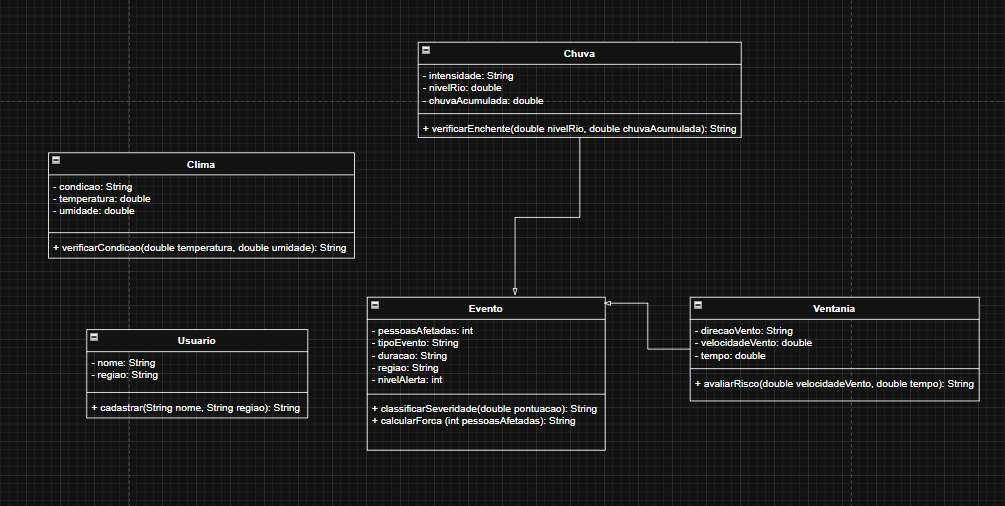 Chuva
- intensidade: String
- nivelRio: double
- chuvaAcumulada: double
+ verificarEnchente(double nivelRio, double chuvaAcumulada): String
Clima
- condicao: String
- temperatura: double
- umidade: double
+ verificarCondicao(double temperatura, double umidade): String
Evento
- pessoasAfetadas: int
- tipoEvento: String
- duracao: String
- regiao: String
- nivelAlerta: int
+ classificarSeveridade(double pontuacao): String
+ calcularForca (int pessoasAfetadas): String
Ventania
- direcaoVento: String
- velocidadeVento: double
- tempo: double
+ avaliarRisco(double velocidadeVento, double tempo): String
Usuario
- nome: String
- regiao: String
+ cadastrar(String nome, String regiao): String